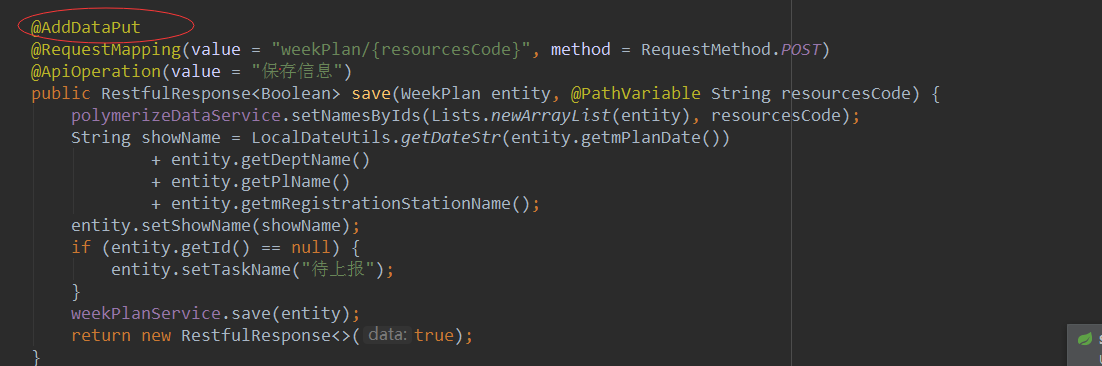 @AddDataPut
@RequestMapping(value = "weekPlan/{resourcesCode}", method = RequestMethod.POST)
@ApiOperation(value = "保存信息")
public RestfulResponse<Boolean> save(WeekPlan entity, @PathVariable String resourcesCode) {
polymerizeDataService.setNamesByIds(Lists.newArrayList(entity), resourcesCode);
String showName = LocalDateUtils.getDateStr(entity.getmPlanDate())
+ entity.getDeptName()
+ entity.getPlName()
+ entity.getmRegistrationStationName();
entity.setShowName(showName);
if (entity.getId() == null) {
entity.setTaskName("待上报");
}
weekPlanService.save(entity);
return new RestfulResponse<>( data: true);
}